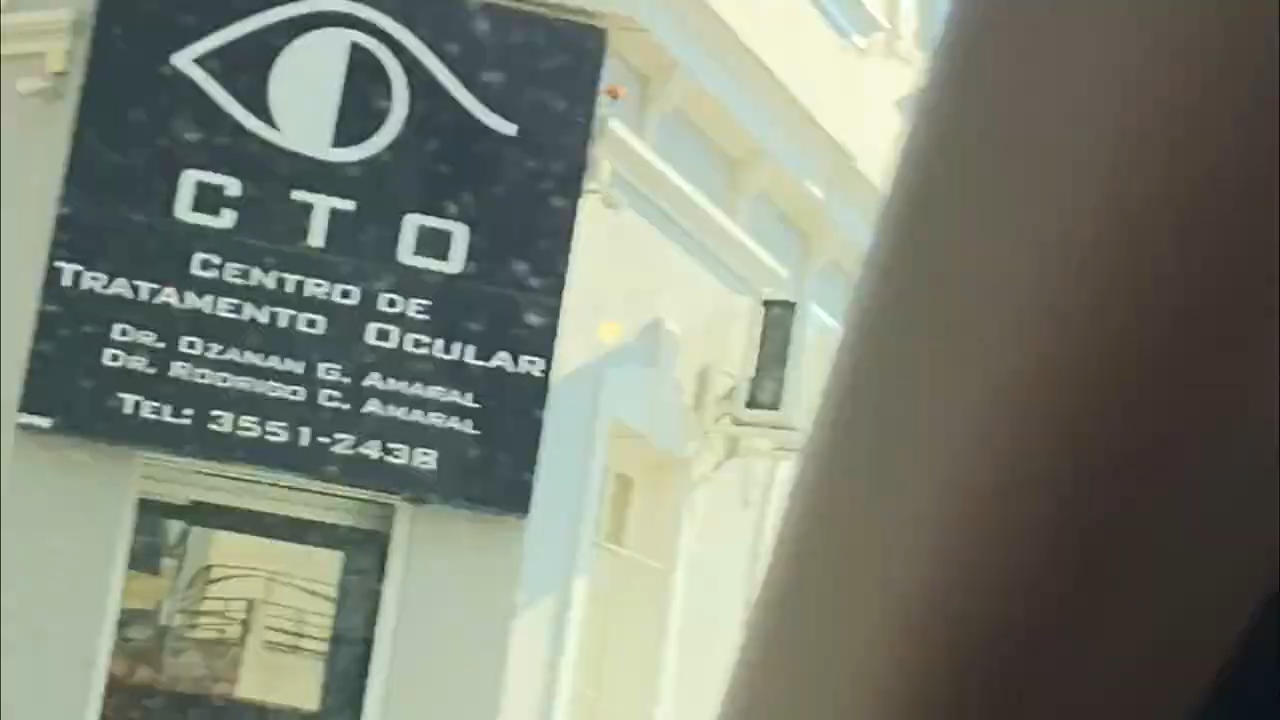 CTO
CENTRO DE
TRATAMENTO OCULAR
DR. OZANAN G. AMARAL
DR. RODRIGO C. AMARAL
TEL: 3551-2438